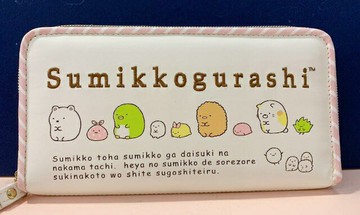 Sumikkogurashi™
Sumikko toha sumikko ga daisuki na
nakama tachi. heya no sumikko de sorezore
sukinakoto wo shite sugoshiteiru.